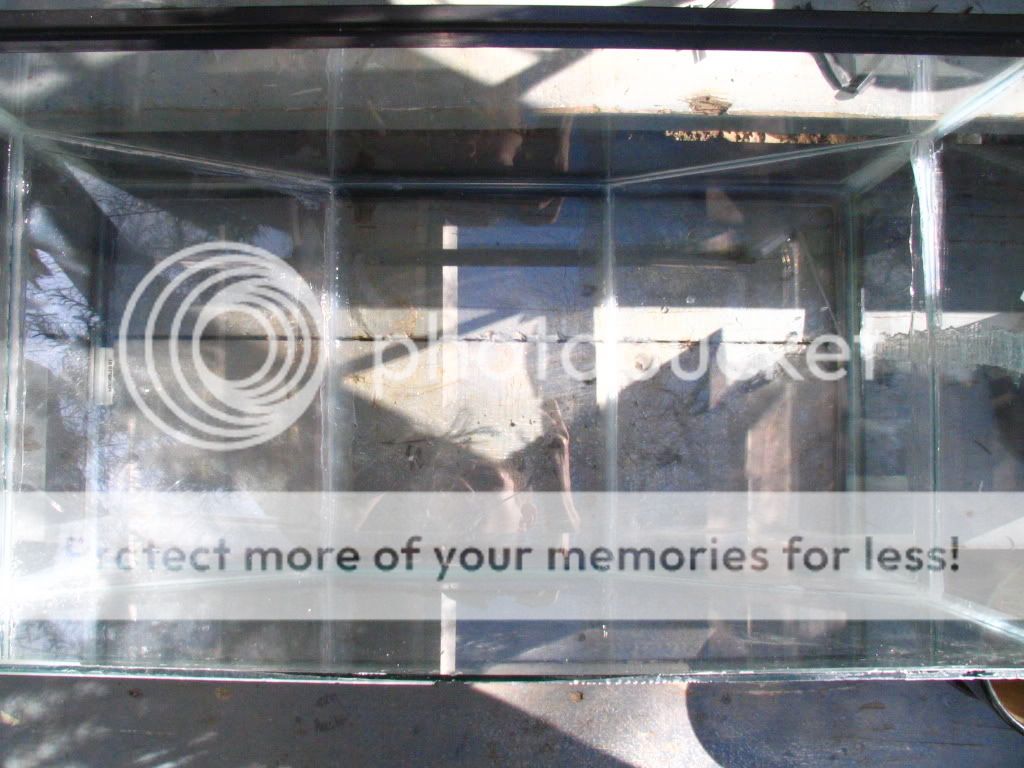 photobucket
Protect more of your memories for less!